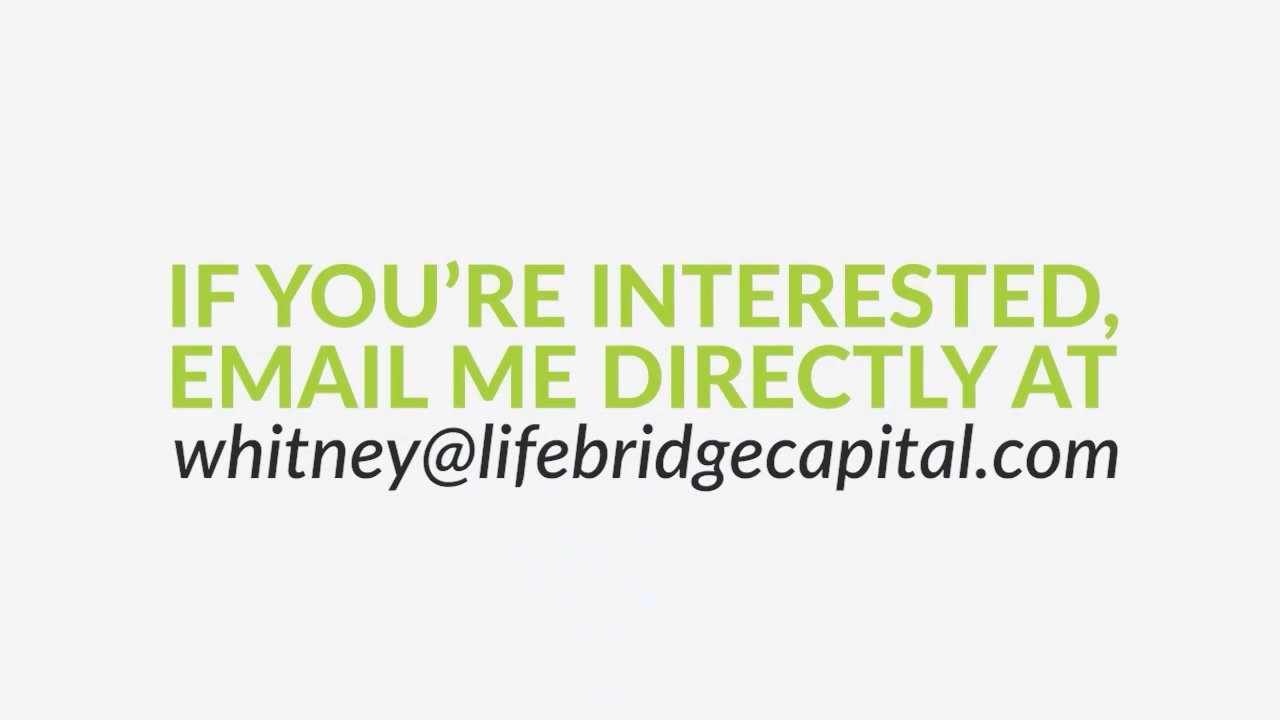 IF YOU’RE INTERESTED,
EMAIL ME DIRECTLY AT
whitney@lifebridgecapital.com